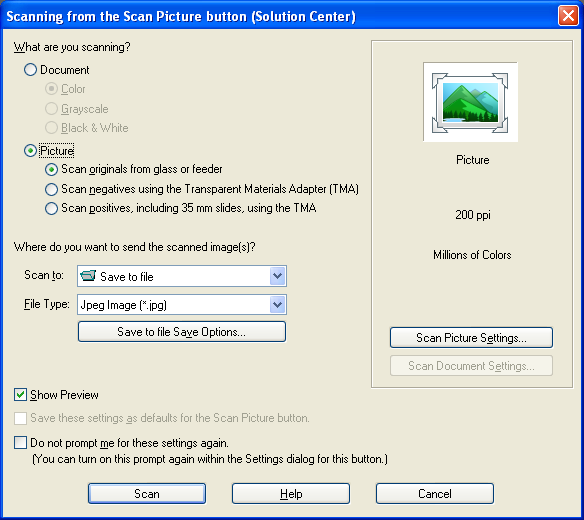 Scanning from the Scan Picture button (Solution Center)
What are you scanning?
Document
Color
Grayscale
Black & White
Picture
Scan originals from glass or feeder
Scan negatives using the Transparent Materials Adapter (TMA)
Scan positives, including 35 mm slides, using the TMA
Where do you want to send the scanned image(s)?
Scan to: Save to file
File Type: Jpeg Image (*.jpg)
Save to file Save Options...
Picture
200 ppi
Millions of Colors
Scan Picture Settings...
Scan Document Settings...
Show Preview
Save these settings as defaults for the Scan Picture button.
Do not prompt me for these settings again.
(You can turn on this prompt again within the Settings dialog for this button.)
Scan Help Cancel